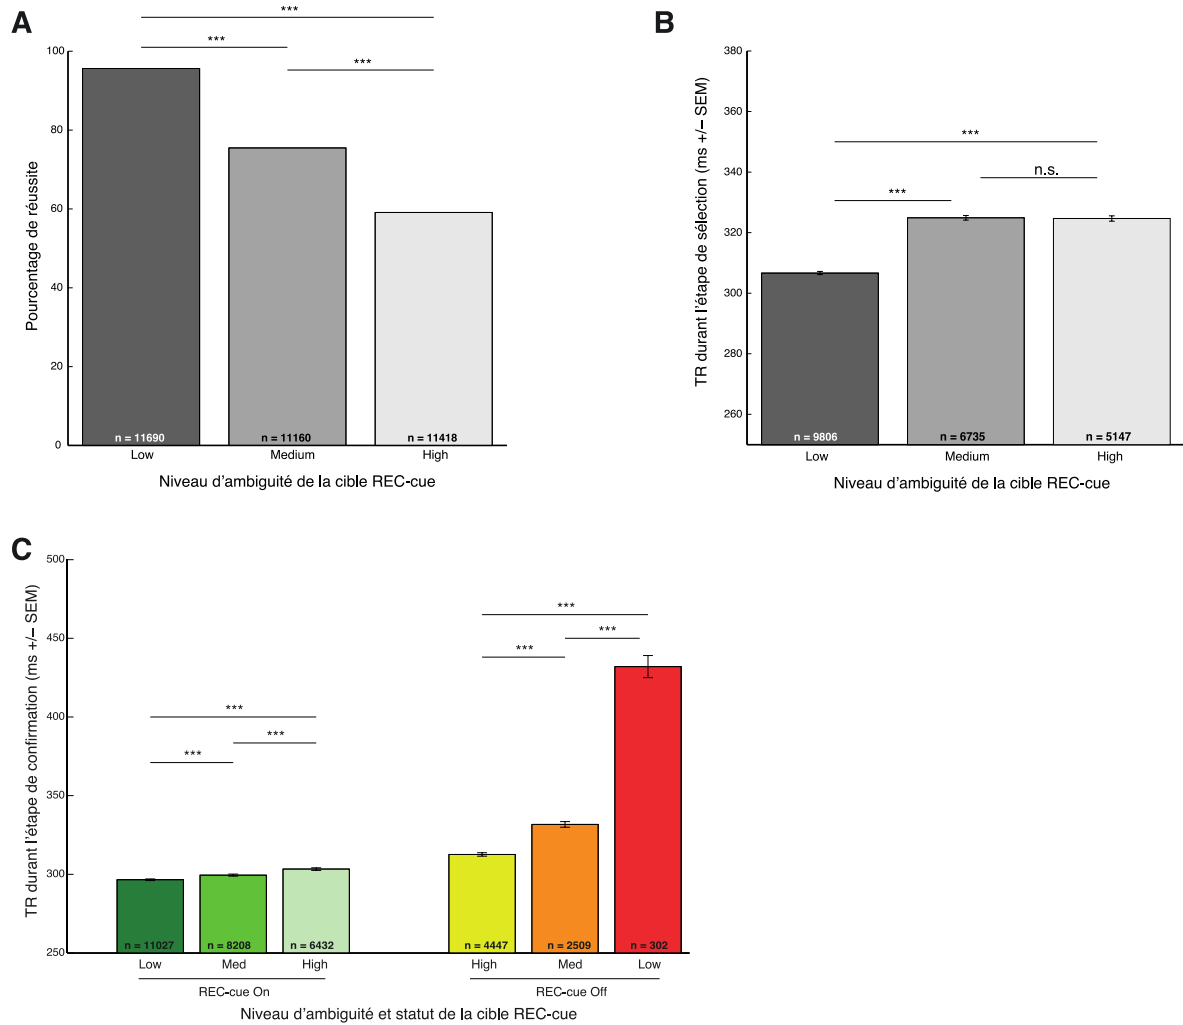 A
Pourcentage de réussite
100
80
60
40
20
0
***
***
***
n = 11690
n = 11160
n = 11418
Low
Medium
High
Niveau d'ambiguité de la cible REC-cue
B
TR durant l'étape de sélection (ms +/− SEM)
380
360
340
320
300
280
260
***
n.s.
***
n = 9806
n = 6735
n = 5147
Low
Medium
High
Niveau d'ambiguité de la cible REC-cue
C
TR durant l'étape de confirmation (ms +/− SEM)
500
450
400
350
300
250
***
***
***
***
***
***
n = 11027
n = 8208
n = 6432
n = 4447
n = 2509
n = 302
Low
Med
High
High
Med
Low
REC-cue On
REC-cue Off
Niveau d'ambiguité et statut de la cible REC-cue